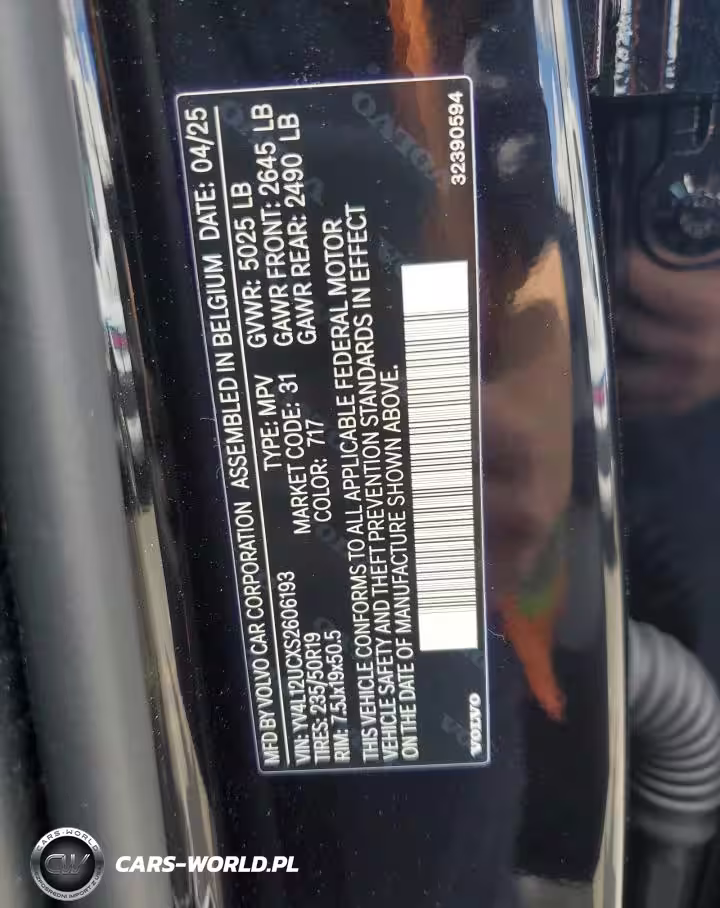 MFD BY VOLVO CAR CORPORATION ASSEMBLED IN BELGIUM DATE: 04/25
VIN: YV4L12UCXS2606193 TYPE: MPV GVWR: 5025 LB
TIRES: 235/50R19 MARKET CODE: 31 GAWR FRONT: 2645 LB
RIM: 7.5Jx19x50.5 COLOR: 717 GAWR REAR: 2490 LB
THIS VEHICLE CONFORMS TO ALL APPLICABLE FEDERAL MOTOR
VEHICLE SAFETY AND THEFT PREVENTION STANDARDS IN EFFECT
ON THE DATE OF MANUFACTURE SHOWN ABOVE.
VOLVO
32390594
CARS-WORLD
CW
CARS-WORLD.PL